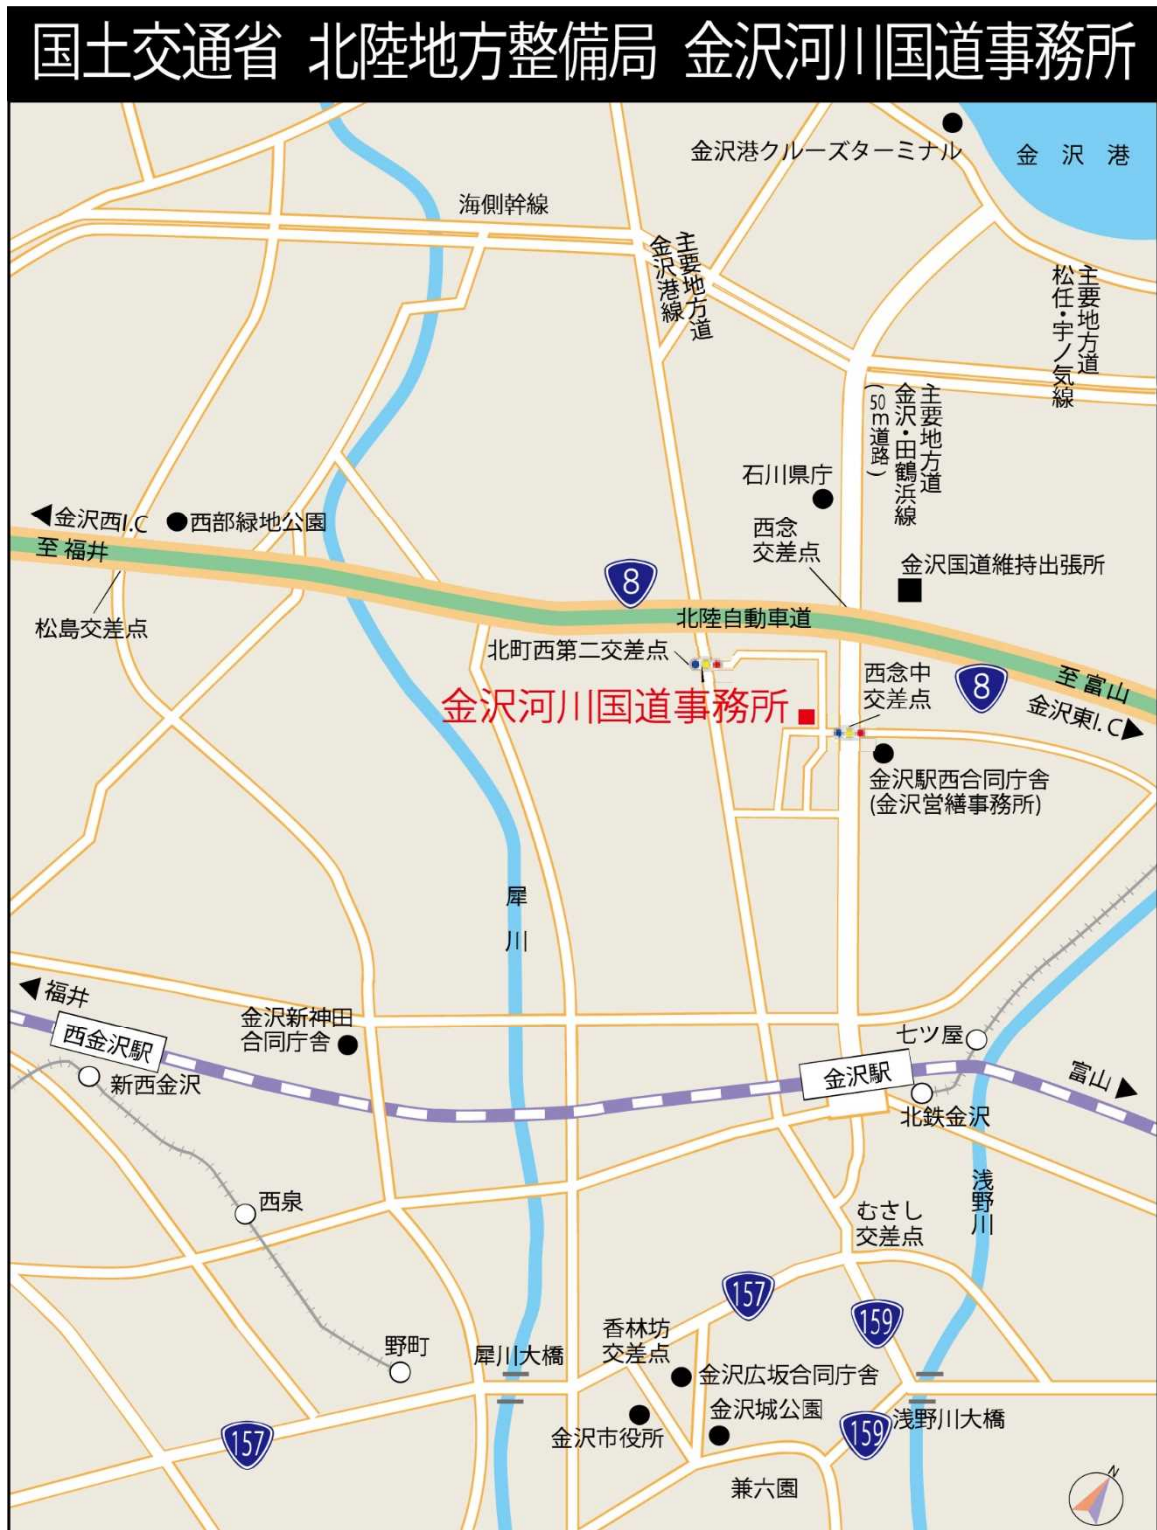 国土交通省 北陸地方整備局 金沢河川国道事務所
金沢港クルーズターミナル
金沢港
海側幹線
主要地方道
金沢港線
主要地方道
松任・宇ノ気線
主要地方道
金沢・田鶴浜線
(50m道路)
石川県庁
金沢西I.C
西部緑地公園
西念
交差点
至 福井
金沢国道維持出張所
8
北陸自動車道
松島交差点
北町西第二交差点
西念中
交差点
8
至 富山
金沢東I.C
金沢河川国道事務所
金沢駅西合同庁舎
(金沢営繕事務所)
犀川
福井
西金沢駅
金沢新神田
合同庁舎
七ツ屋
新西金沢
金沢駅
富山
北鉄金沢
西泉
浅野川
むさし
交差点
157
159
香林坊
交差点
野町
犀川大橋
金沢広坂合同庁舎
金沢城公園
浅野川大橋
157
金沢市役所
159
兼六園
N